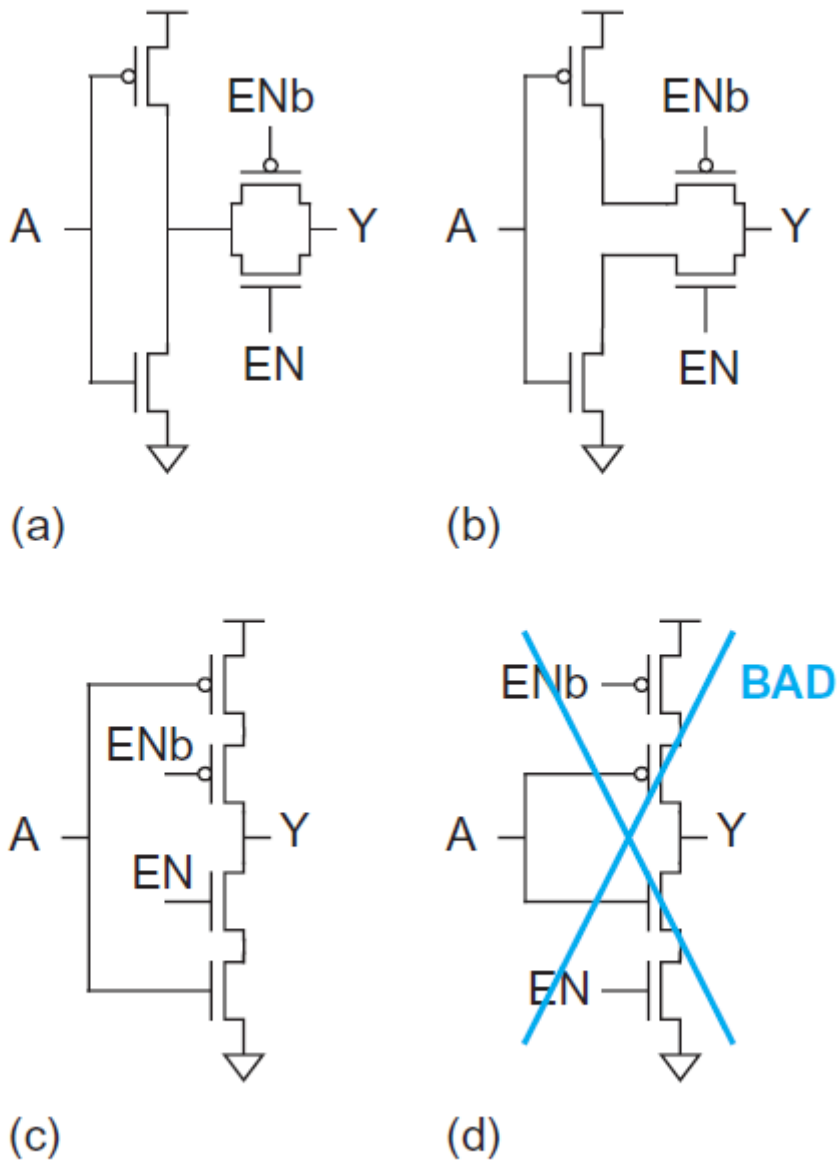 ENb ENb
A Y A Y
EN EN
(a) (b)
ENb BAD
ENb
A Y A Y
EN
EN
(c) (d)